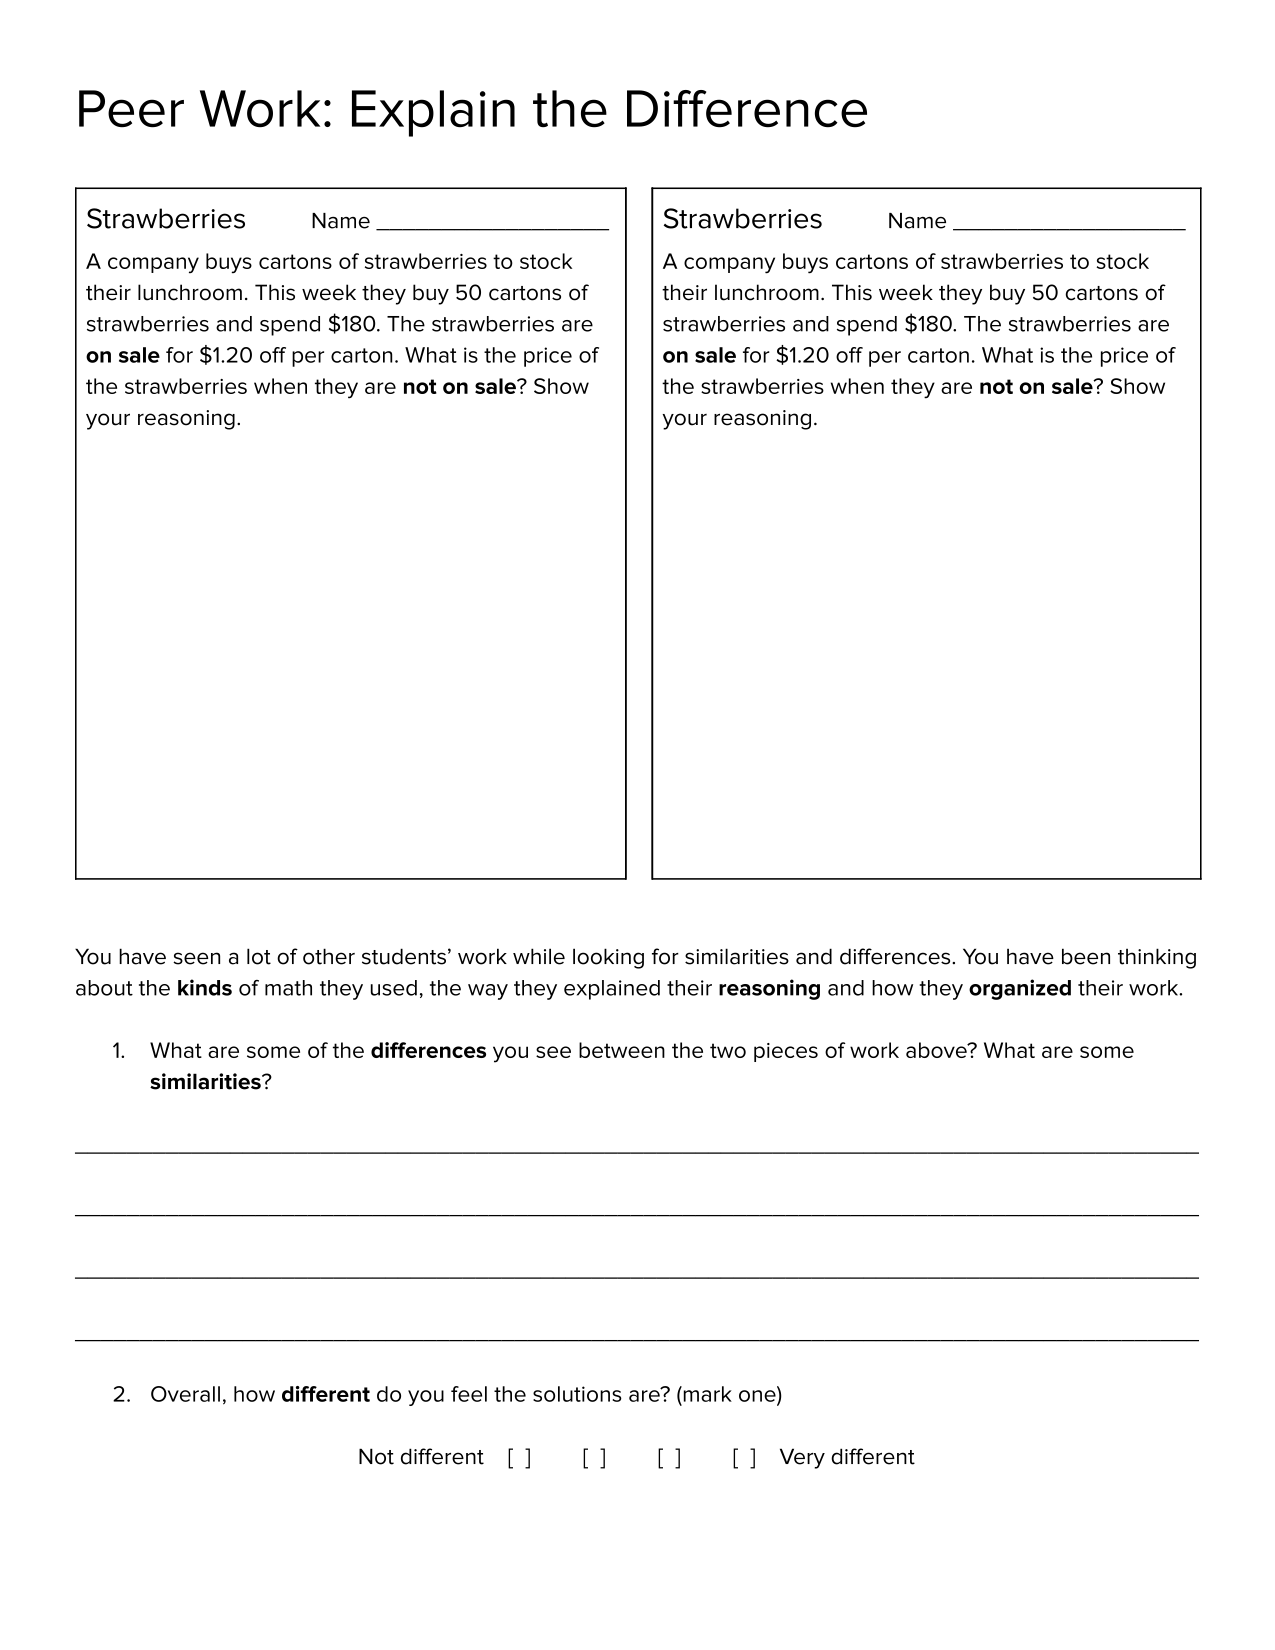 Peer Work: Explain the Difference
Strawberries Name ___________________
A company buys cartons of strawberries to stock
their lunchroom. This week they buy 50 cartons of
strawberries and spend $180. The strawberries are
on sale for $1.20 off per carton. What is the price of
the strawberries when they are not on sale? Show
your reasoning.
Strawberries Name ___________________
A company buys cartons of strawberries to stock
their lunchroom. This week they buy 50 cartons of
strawberries and spend $180. The strawberries are
on sale for $1.20 off per carton. What is the price of
the strawberries when they are not on sale? Show
your reasoning.
You have seen a lot of other students’ work while looking for similarities and differences. You have been thinking
about the kinds of math they used, the way they explained their reasoning and how they organized their work.
1. What are some of the differences you see between the two pieces of work above? What are some
similarities?
2. Overall, how different do you feel the solutions are? (mark one)
Not different [ ] [ ] [ ] [ ] Very different